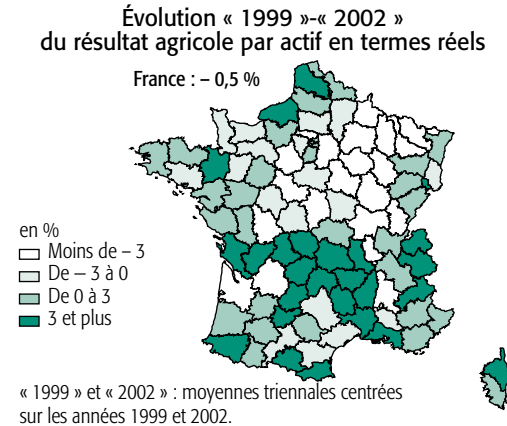 Évolution « 1999 »-« 2002 »
du résultat agricole par actif en termes réels
France : – 0,5 %
en %
Moins de – 3
De – 3 à 0
De 0 à 3
3 et plus
« 1999 » et « 2002 » : moyennes triennales centrées
sur les années 1999 et 2002.